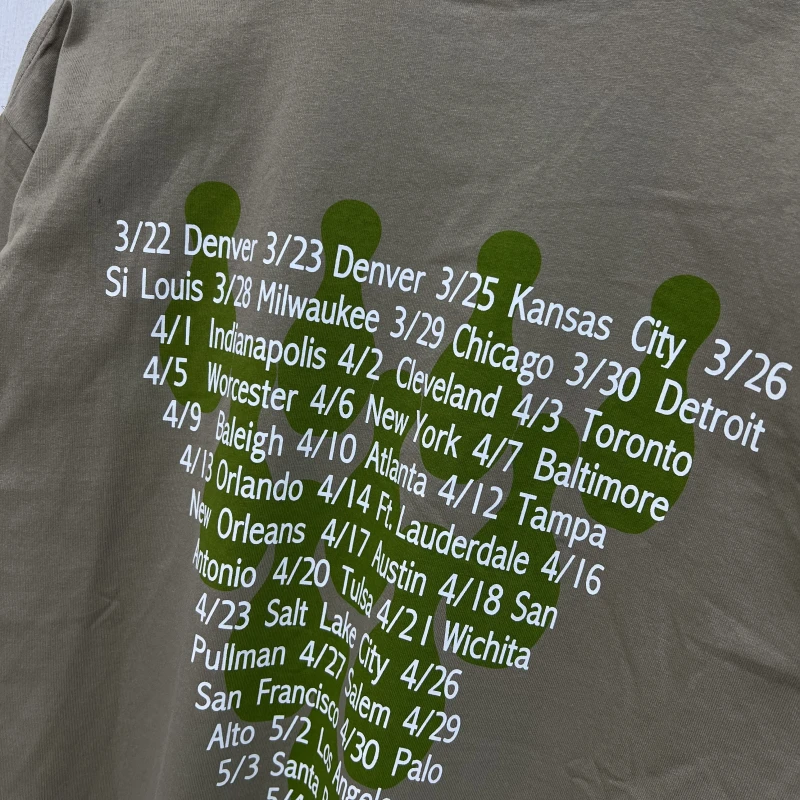 3/22 Denver 3/23 Denver 3/25 Kansas City 3/26
Si Louis 3/28 Milwaukee 3/29 Chicago 3/30 Detroit
4/1 Indianapolis 4/2 Cleveland 4/3 Toronto
4/5 Worcester 4/6 New York 4/7 Baltimore
4/9 Baleigh 4/10 Atlanta 4/12 Tampa
4/13 Orlando 4/14 Ft. Lauderdale 4/16
New Orleans 4/17 Austin 4/18 San
Antonio 4/20 Tulsa 4/21 Wichita
4/23 Salt Lake City 4/26
Pullman 4/27 Salem 4/29
San Francisco 4/30 Palo
Alto 5/2 Los Angeles
5/3 Santa